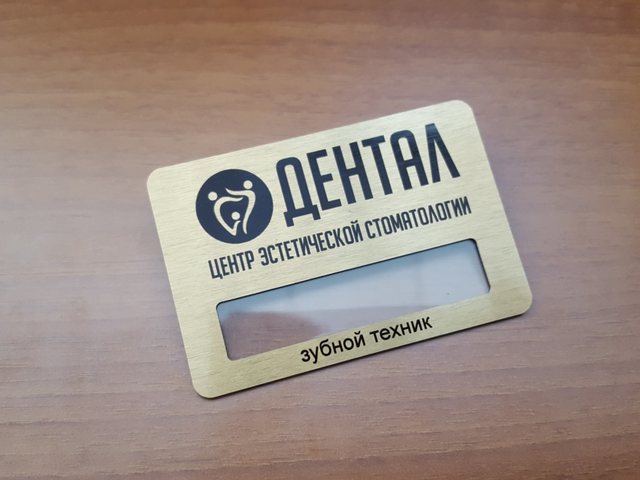 ДЕНТАЛ
ЦЕНТР ЭСТЕТИЧЕСКОЙ СТОМАТОЛОГИИ
зубной техник